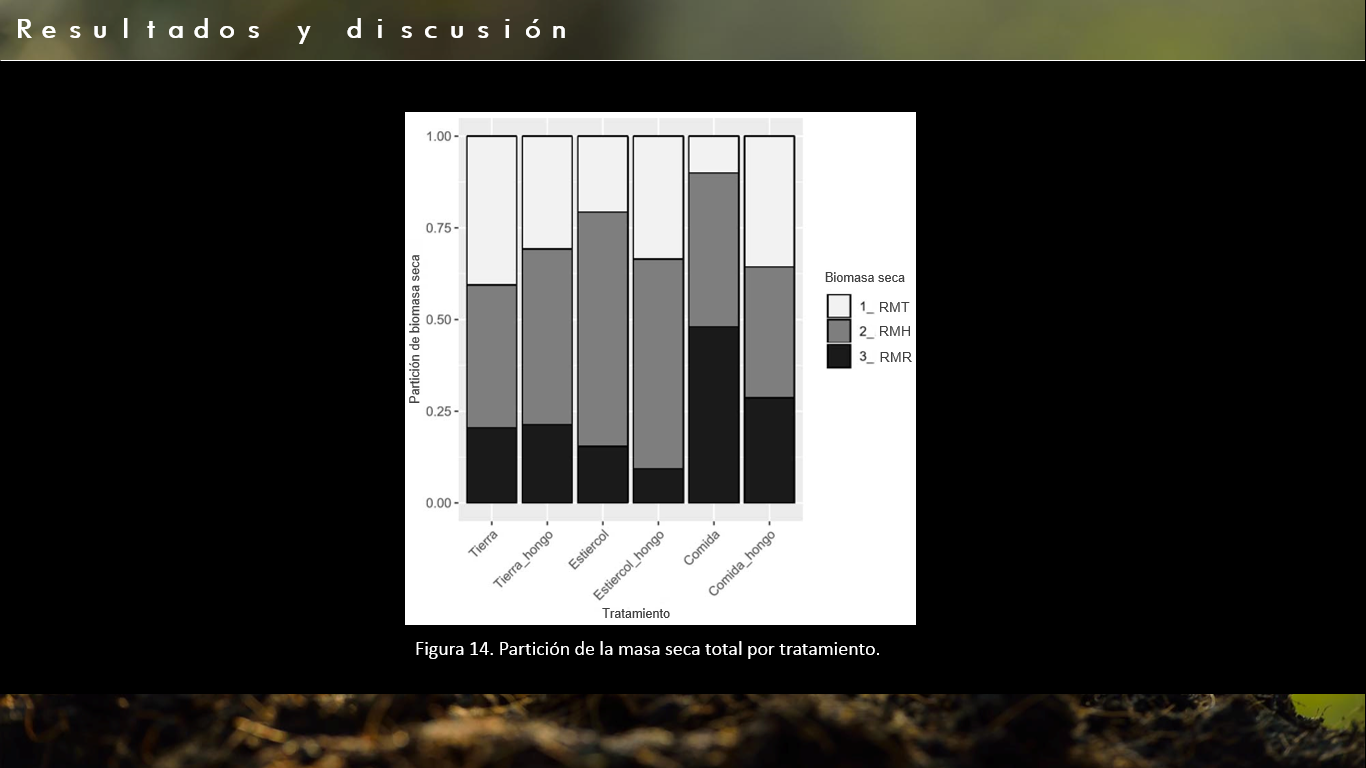 Resultados y discusión
1.00
0.75
0.50
0.25
0.00
Partición de biomasa seca
Tierra
Tierra_hongo
Estiercol
Estiercol_hongo
Comida
Comida_hongo
Tratamiento
Biomasa seca
1_ RMT
2_ RMH
3_ RMR
Figura 14. Partición de la masa seca total por tratamiento.